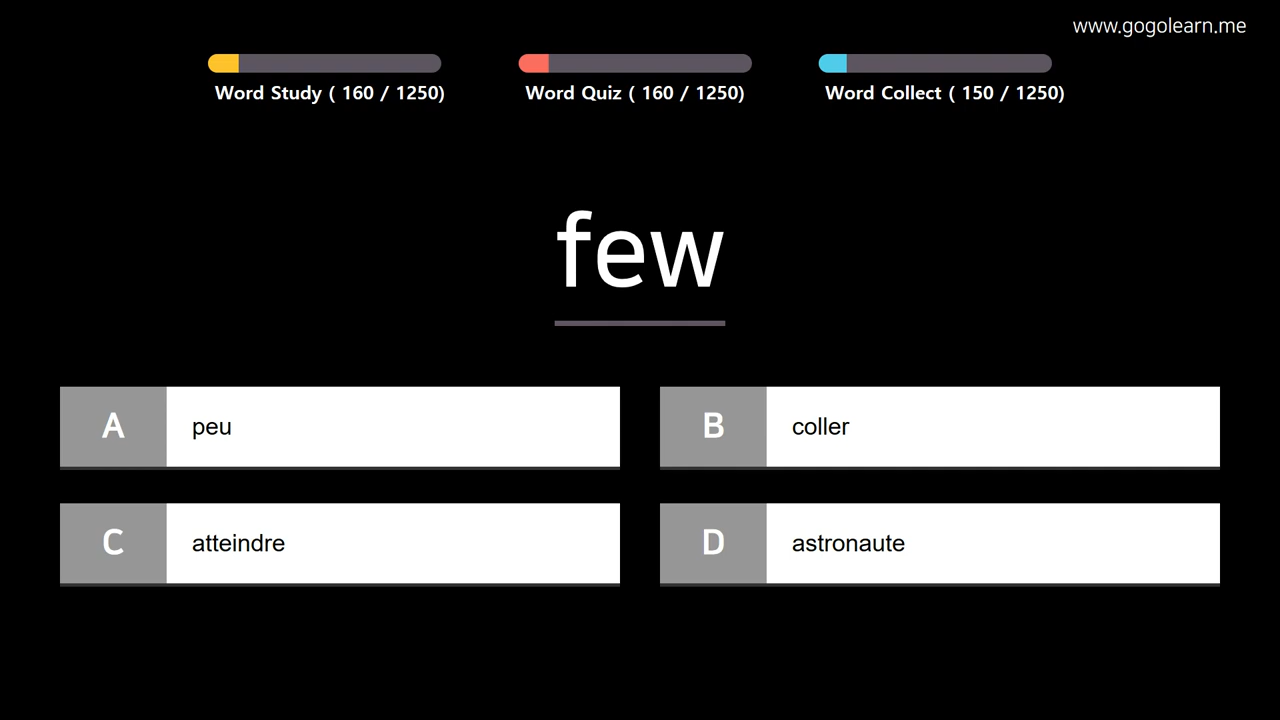 www.gogolearn.me
Word Study ( 160 / 1250)
Word Quiz ( 160 / 1250)
Word Collect ( 150 / 1250)
few
A peu
B coller
C atteindre
D astronaute